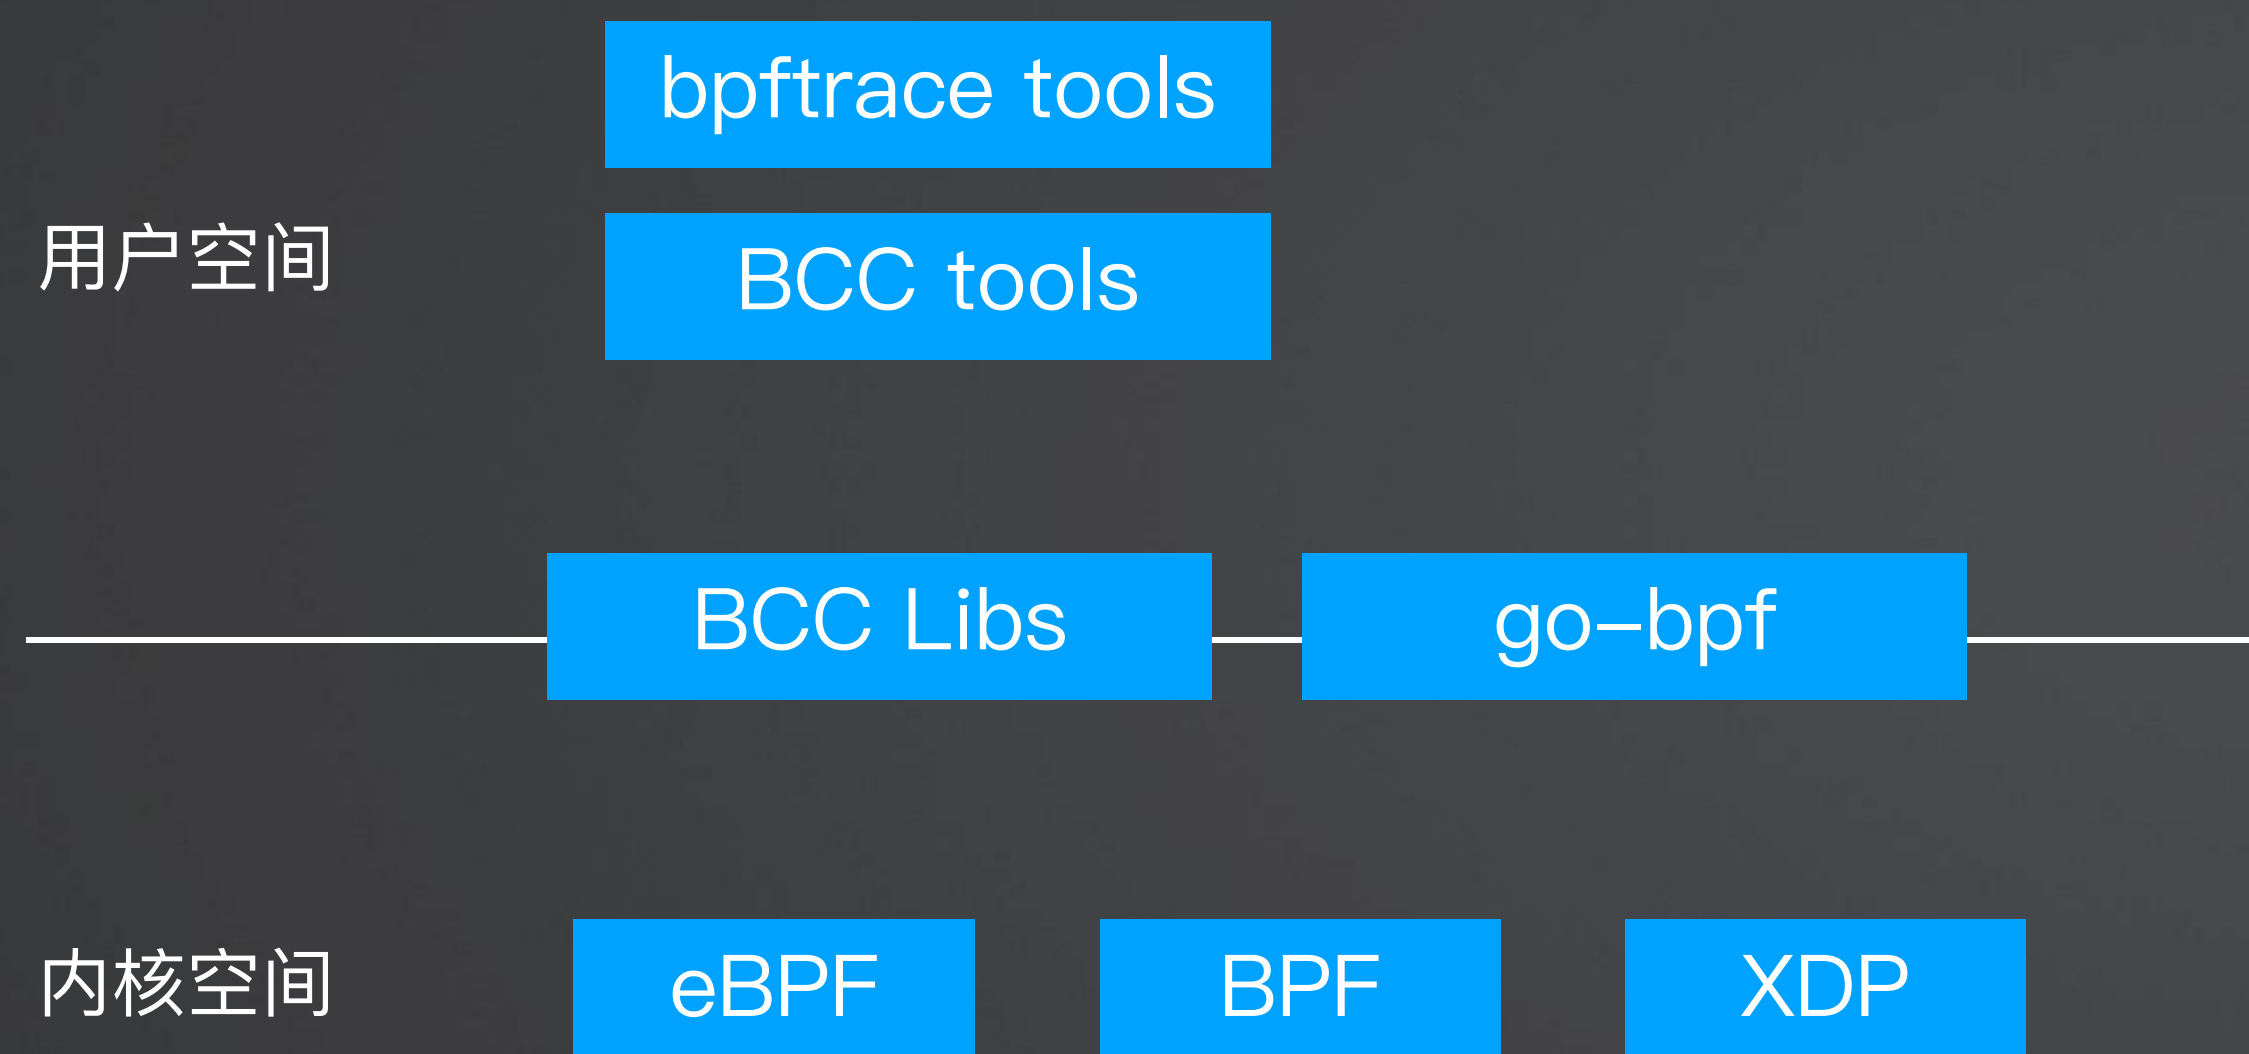 bpftrace tools
用户空间
BCC tools
BCC Libs
go-bpf
内核空间
eBPF
BPF
XDP